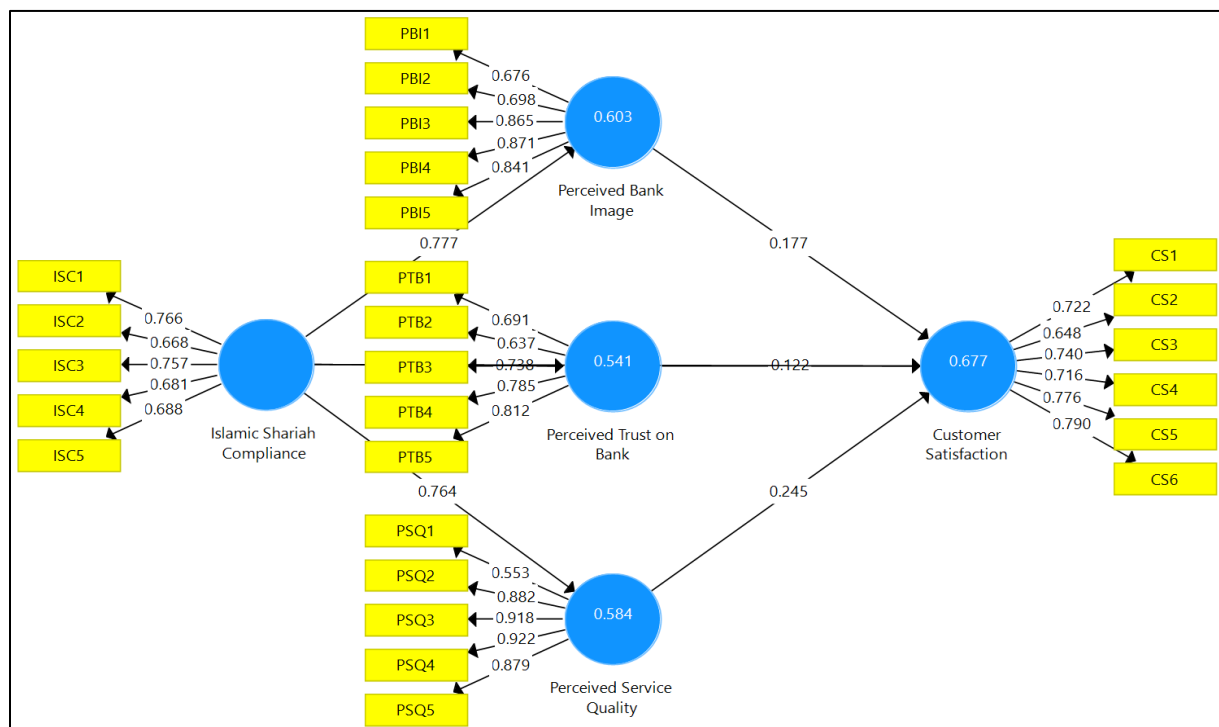 PBI1
PBI2
PBI3
PBI4
PBI5
0.676
0.698
0.865
0.871
0.841
0.603
Perceived Bank
Image
0.777
0.177
ISC1
ISC2
ISC3
ISC4
ISC5
0.766
0.668
0.757
0.681
0.688
Islamic Shariah
Compliance
PTB1
PTB2
PTB3
PTB4
PTB5
0.691
0.637
0.738
0.785
0.812
0.541
Perceived Trust on
Bank
0.122
0.677
Customer
Satisfaction
0.722
0.648
0.740
0.716
0.776
0.790
CS1
CS2
CS3
CS4
CS5
CS6
0.764
0.245
PSQ1
PSQ2
PSQ3
PSQ4
PSQ5
0.553
0.882
0.918
0.922
0.879
0.584
Perceived Service
Quality